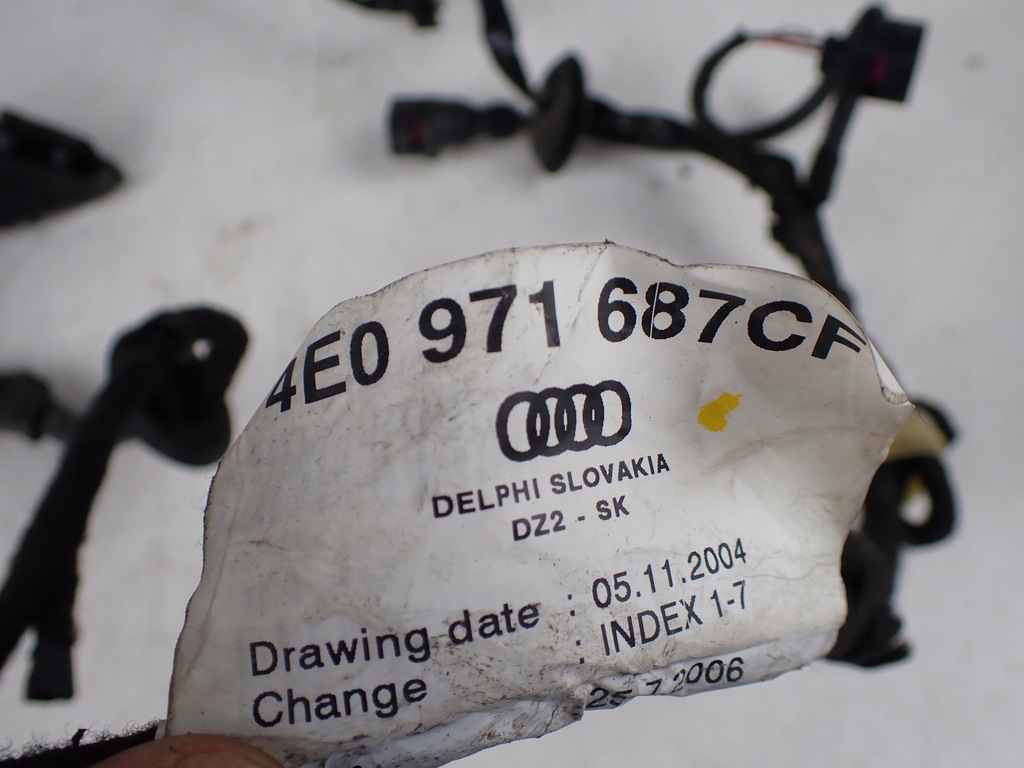 4E0 971 687CF
DELPHI SLOVAKIA
DZ2 - SK
Drawing date : 05.11.2004
Change : INDEX 1-7
25.7.2006